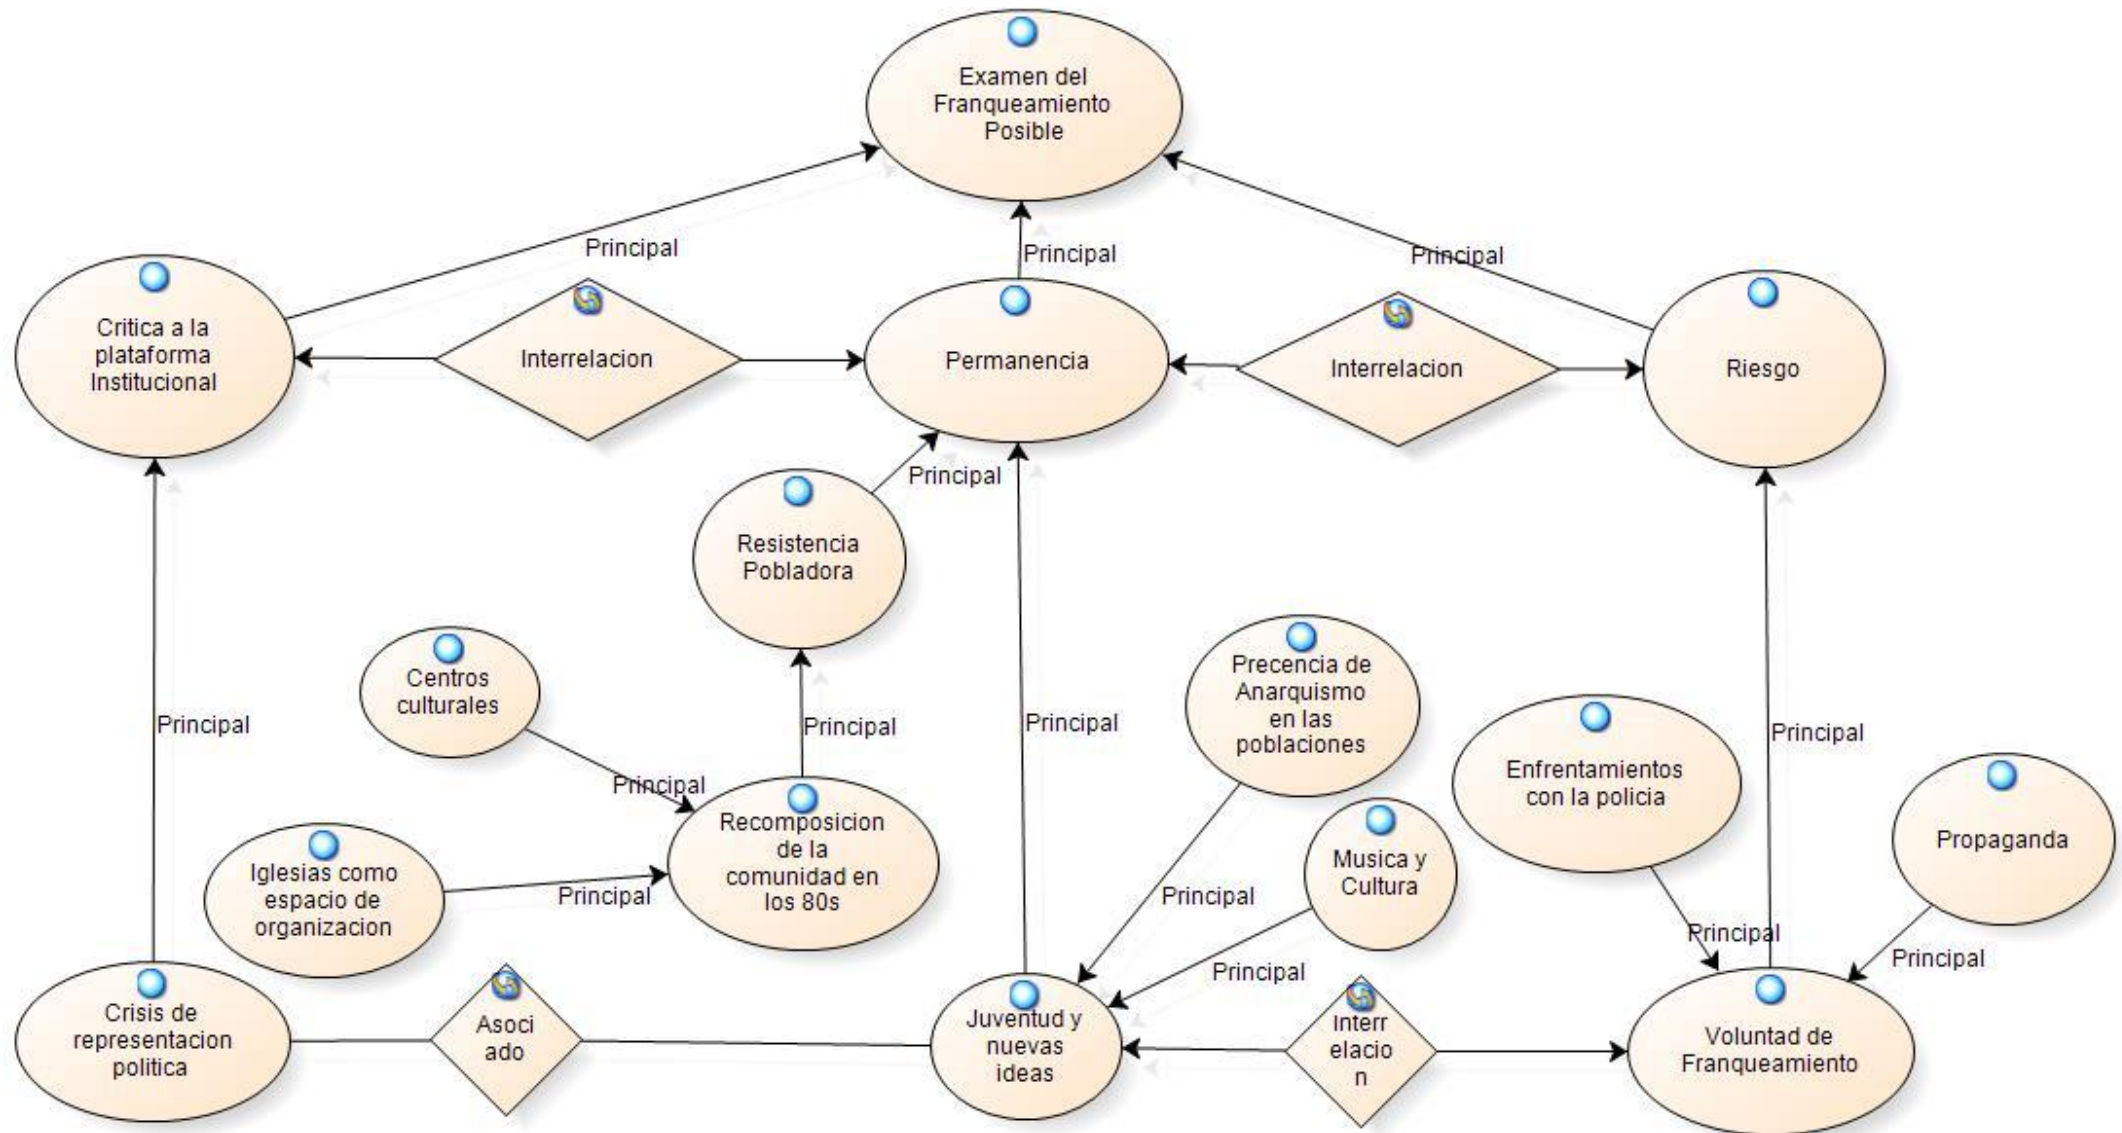 Examen del
Franqueamiento
Posible
Principal
Principal
Principal
Critica a la
plataforma
Institucional
Interrelacion
Permanencia
Interrelacion
Riesgo
Principal
Resistencia
Pobladora
Centros
culturales
Precencia de
Anarquismo
en las
poblaciones
Principal
Principal
Principal
Principal
Enfrentamientos
con la policia
Principal
Recomposicion
de la
comunidad en
los 80s
Musica y
Cultura
Propaganda
Iglesias como
espacio de
organizacion
Principal
Principal
Principal
Principal
Principal
Crisis de
representacion
politica
Asoci
ado
Juventud y
nuevas
ideas
Interr
elacio
n
Voluntad de
Franqueamiento